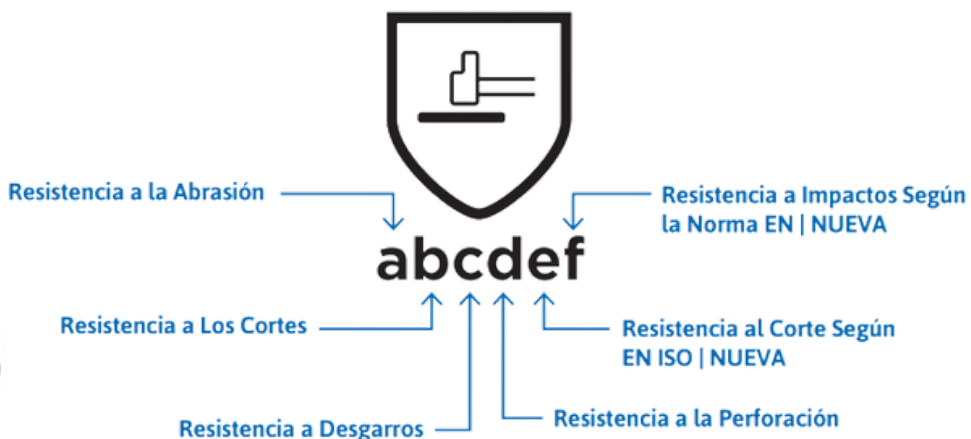 Resistencia a la Abrasión
Resistencia a Impactos Según
la Norma EN | NUEVA
abcdef
Resistencia a Los Cortes
Resistencia al Corte Según
EN ISO | NUEVA
Resistencia a Desgarros
Resistencia a la Perforación